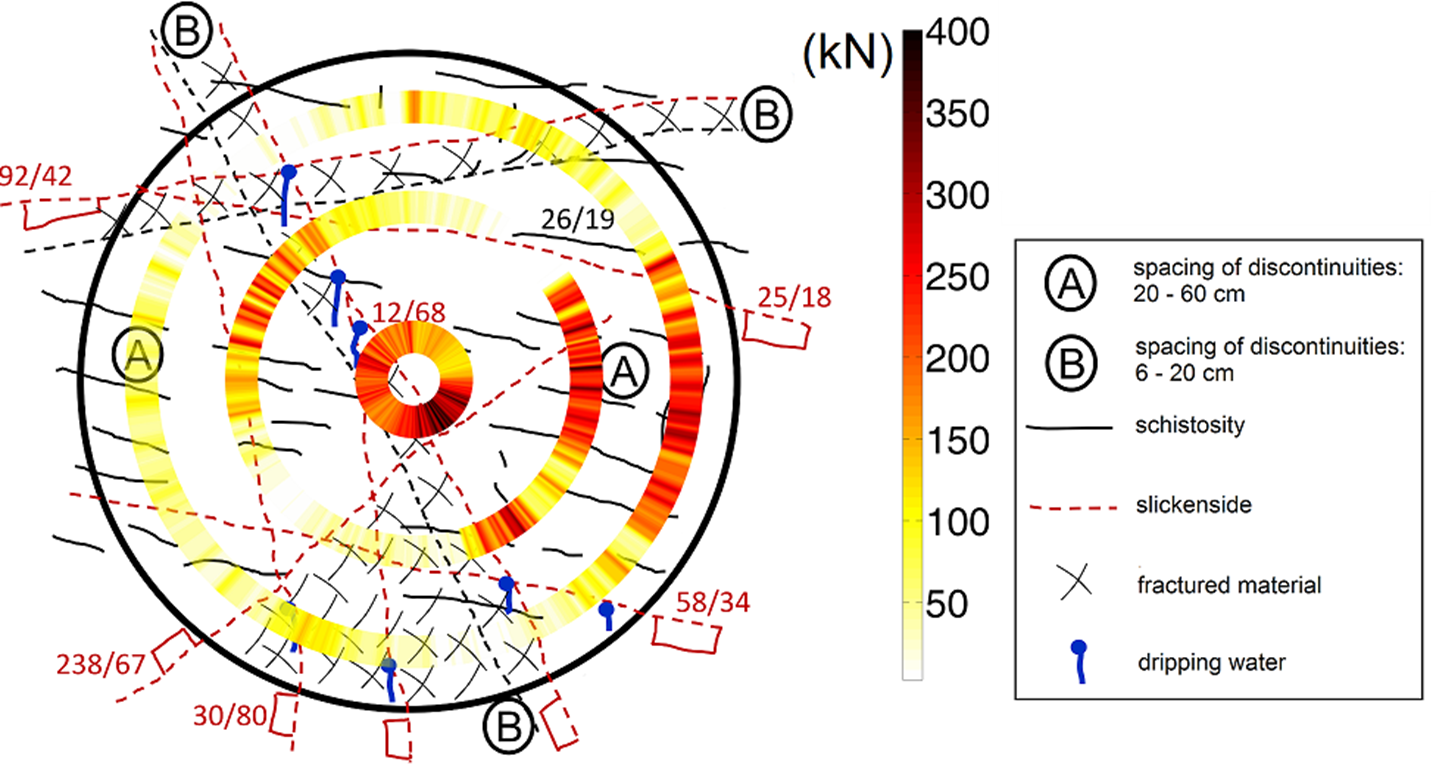 B
(kN)
400
350
300
250
200
150
100
50
B
92/42
26/19
25/18
12/68
A
A
58/34
238/67
30/80
B
A
spacing of discontinuities:
20 - 60 cm
B
spacing of discontinuities:
6 - 20 cm
schistosity
slickenside
fractured material
dripping water